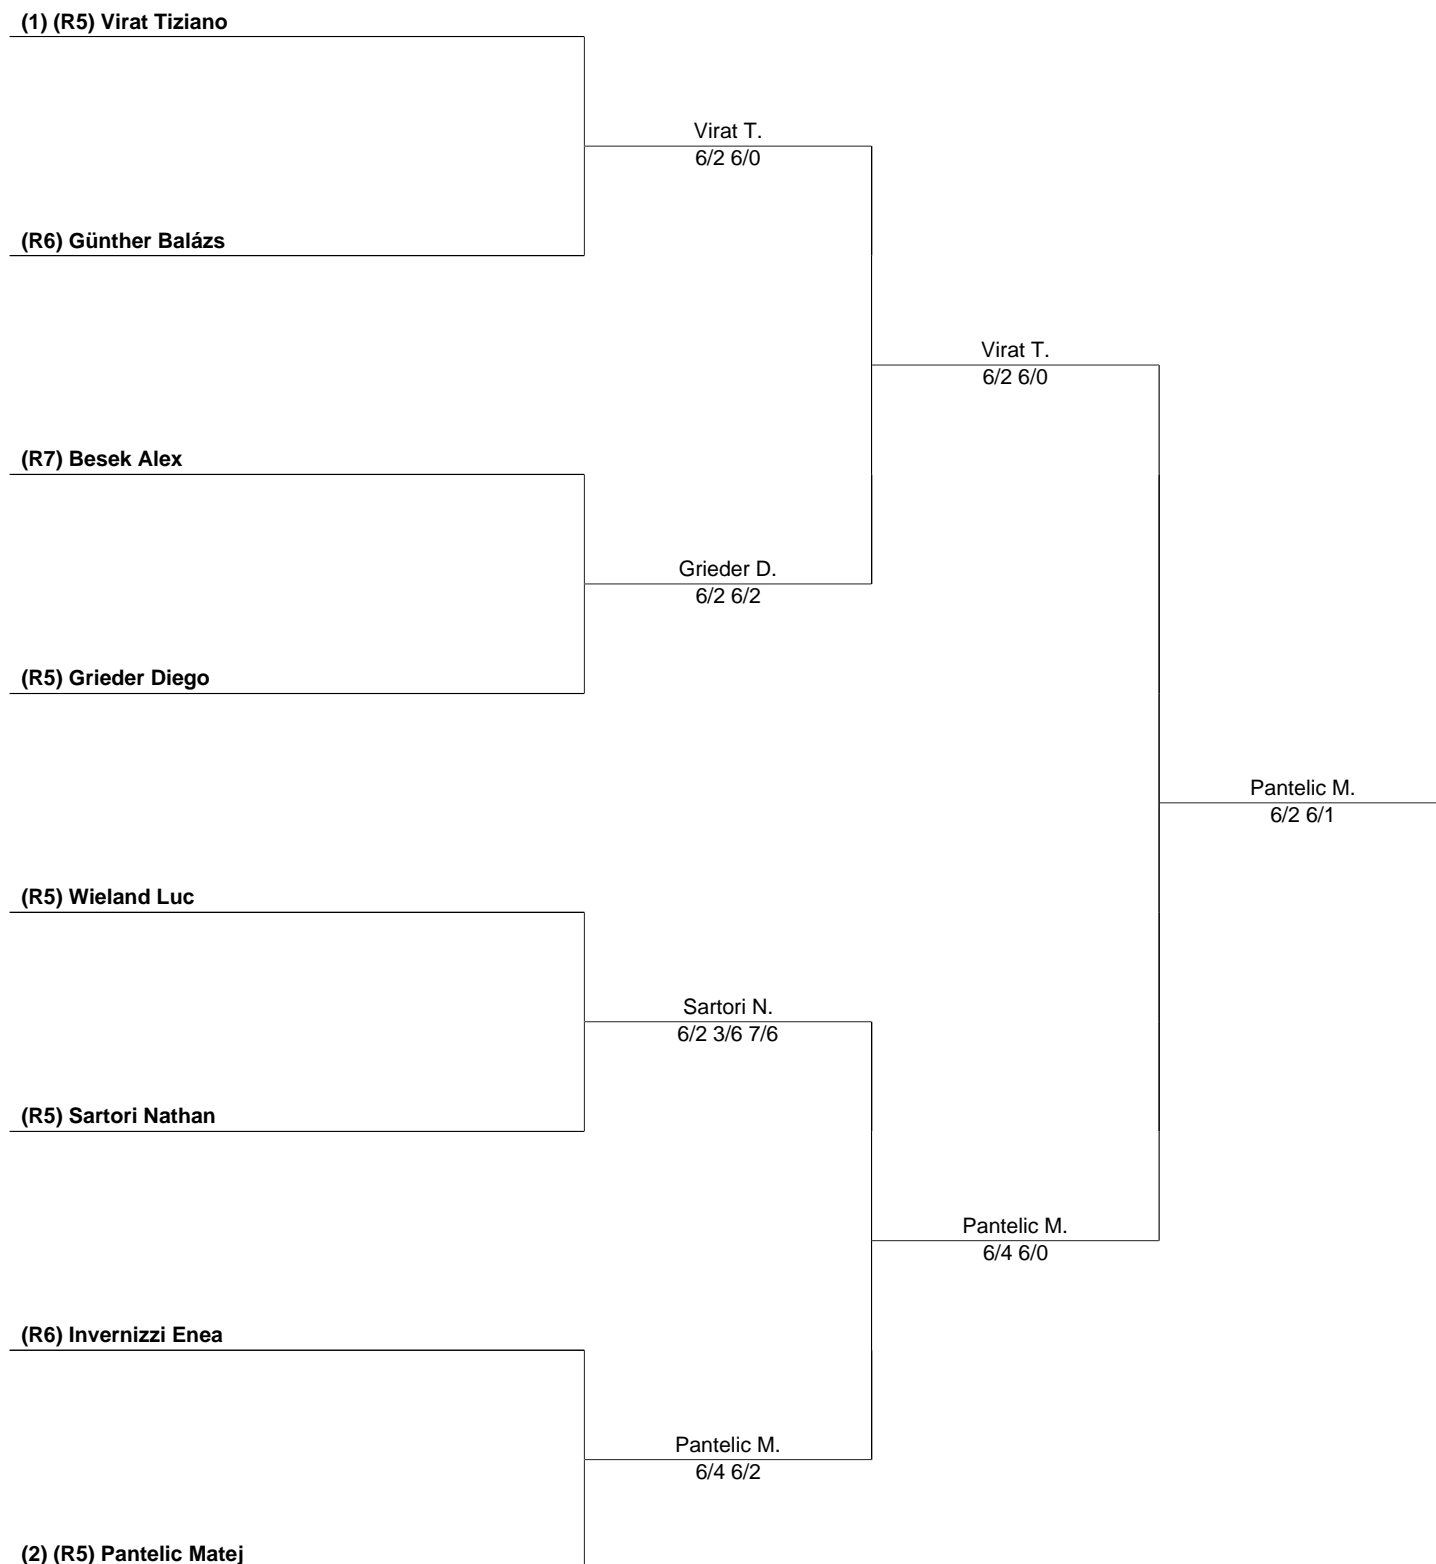 (1) (R5) Virat Tiziano
Virat T.
6/2 6/0
(R6) Günther Balázs
Virat T.
6/2 6/0
(R7) Besek Alex
Grieder D.
6/2 6/2
(R5) Grieder Diego
Pantelic M.
6/2 6/1
(R5) Wieland Luc
Sartori N.
6/2 3/6 7/6
(R5) Sartori Nathan
Pantelic M.
6/4 6/0
(R6) Invernizzi Enea
Pantelic M.
6/4 6/2
(2) (R5) Pantelic Matej